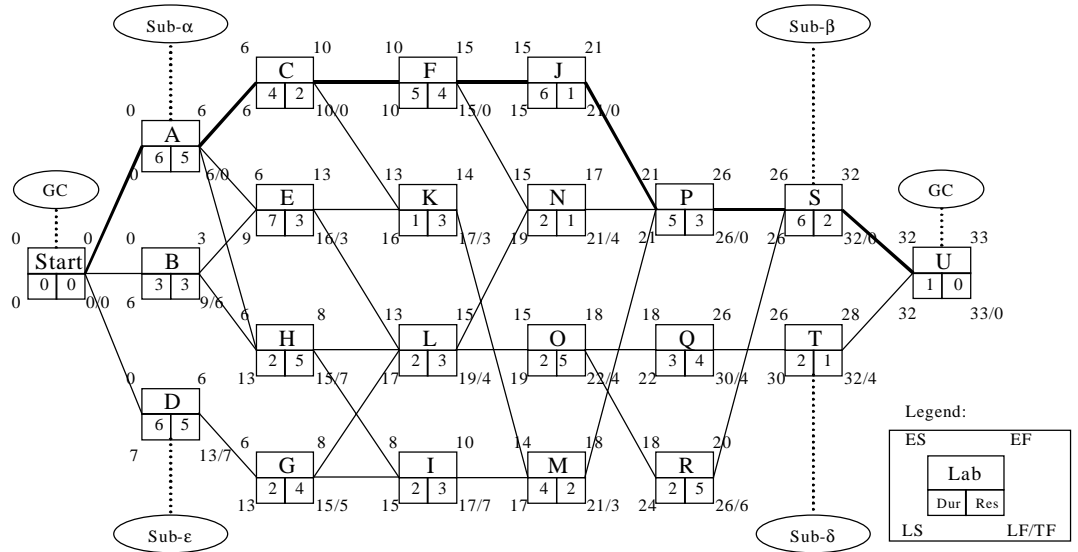 Sub-α
Sub-β
6 10 10 15 15 21
C F J
4 2 5 4 6 1
6 10/0 10 15/0 15 21/0
0 6
A
6 5
0 6/0
GC
GC
6 13 13 14 15 17 21 26 26 32
E K N P S
7 3 1 3 2 1 5 3 6 2
9 16/3 16 17/3 19 21/4 21 26/0 26 32/0
0 0 0 3 32 33
Start B U
0 0 3 3 1 0
0 0/0 6 9/6 32 33/0
6 8 13 15 15 18 18 26 26 28
H L O Q T
2 5 2 3 2 5 3 4 2 1
13 15/7 17 19/4 19 22/4 22 30/4 30 32/4
0 6
D
6 5
7 13/7
6 8 8 10 14 18 18 20
G I M R
2 4 2 3 4 2 2 5
13 15/5 15 17/7 17 21/3 24 26/6
Sub-ε
Sub-δ
Legend:
ES EF
Lab
Dur Res
LS LF/TF